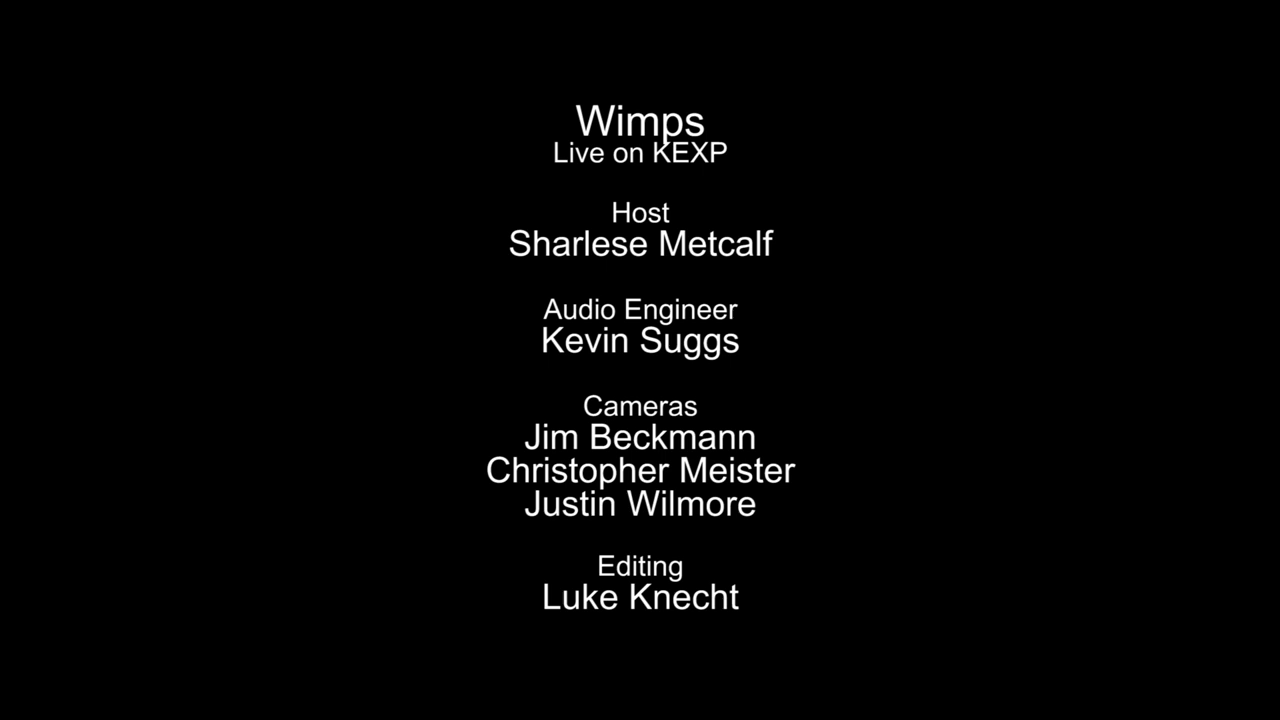 Wimps
Live on KEXP
Host
Sharlese Metcalf
Audio Engineer
Kevin Suggs
Cameras
Jim Beckmann
Christopher Meister
Justin Wilmore
Editing
Luke Knecht